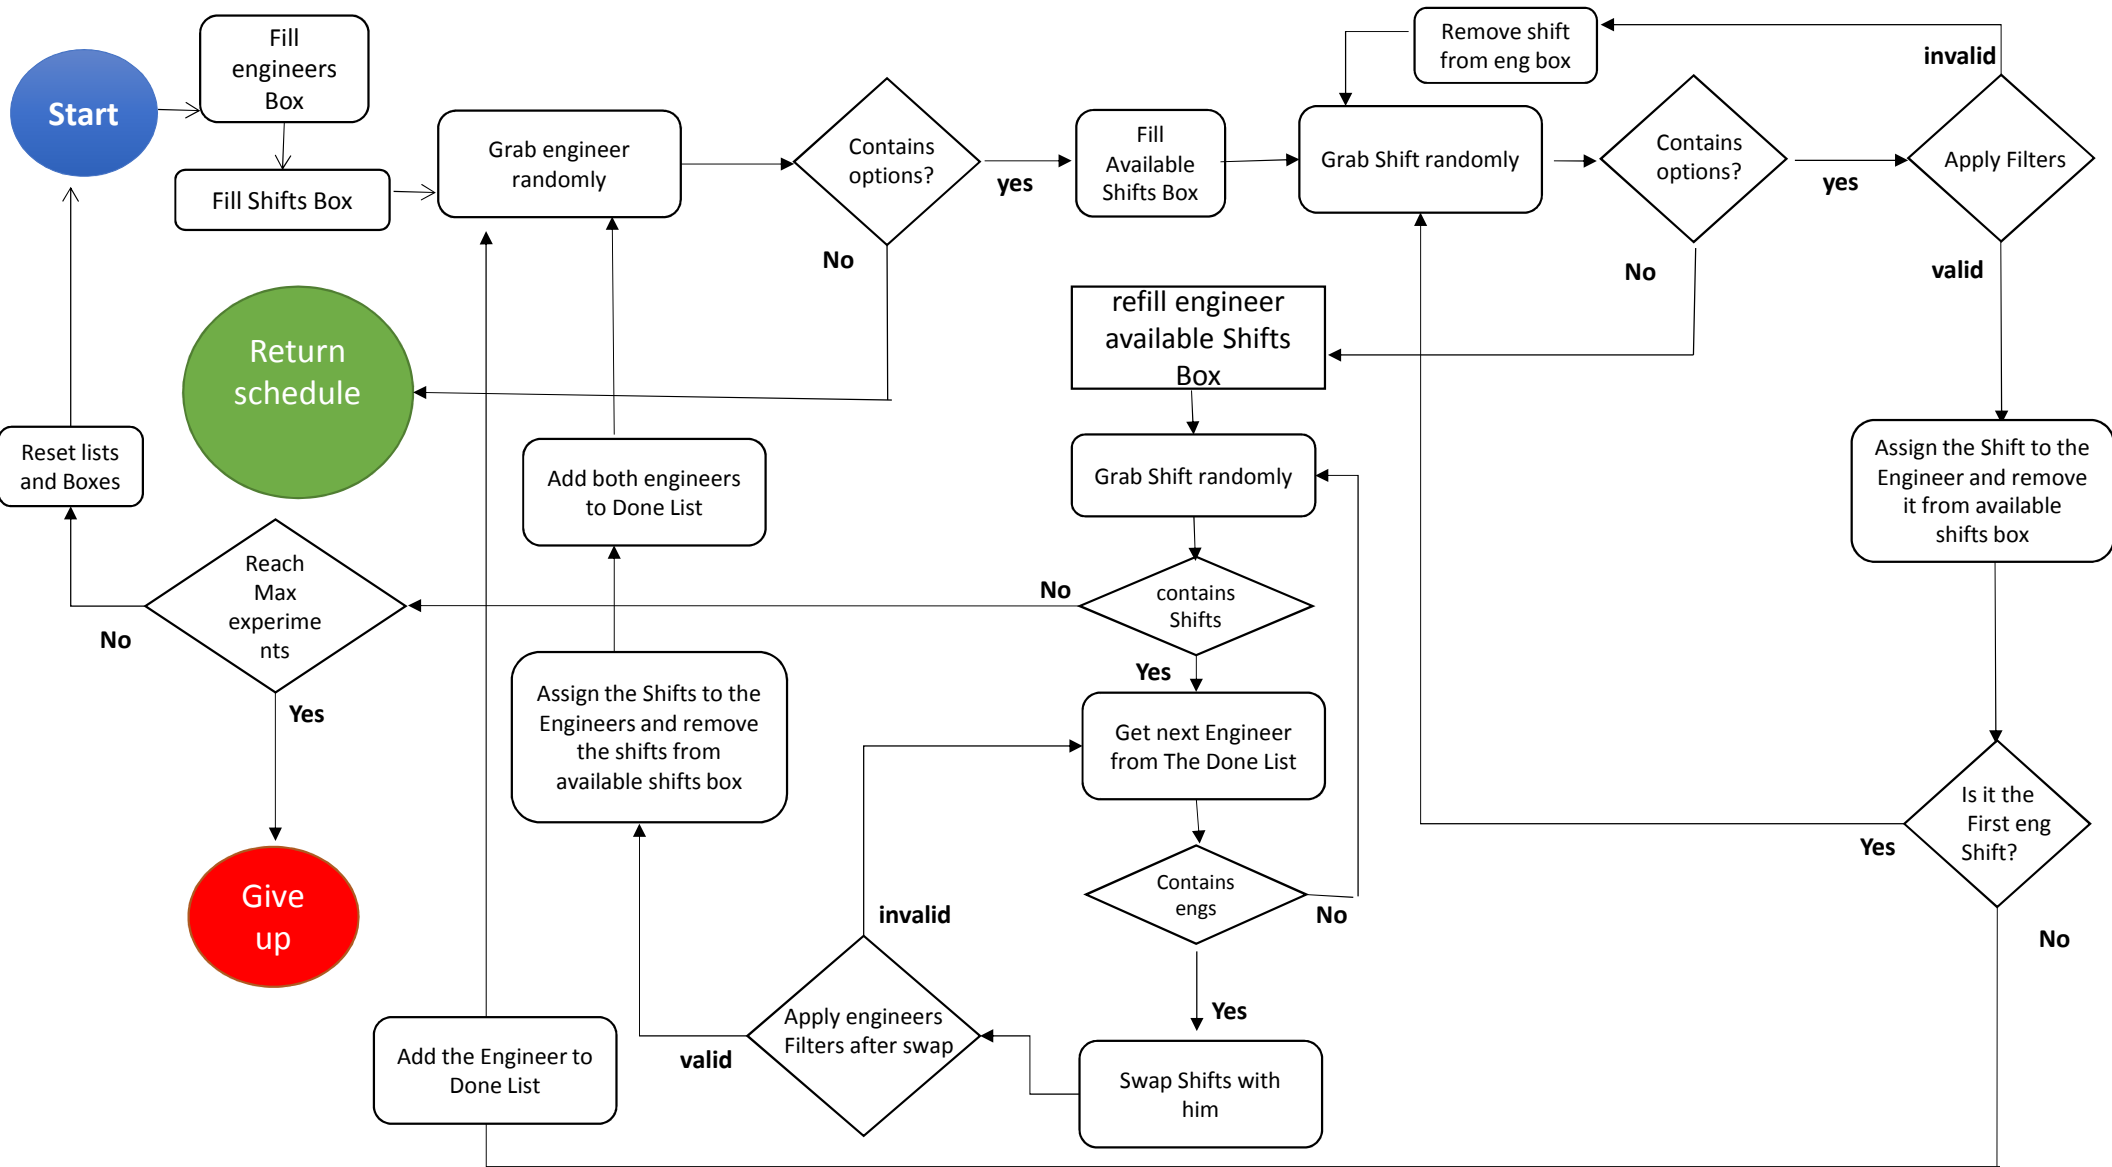 Start
Fill
engineers
Box
Fill Shifts Box
Grab engineer
randomly
Contains
options?
yes
No
Fill
Available
Shifts Box
Grab Shift randomly
Remove shift
from eng box
Contains
options?
yes
No
invalid
Apply Filters
valid
Return
schedule
refill engineer
available Shifts
Box
Reset lists
and Boxes
Add both engineers
to Done List
Grab Shift randomly
Assign the Shift to the
Engineer and remove
it from available
shifts box
Reach
Max
experime
nts
No
Yes
No
contains
Shifts
Yes
Assign the Shifts to the
Engineers and remove
the shifts from
available shifts box
Get next Engineer
from The Done List
Is it the
First eng
Shift?
Yes
No
Give
up
invalid
Contains
engs
No
Yes
Apply engineers
Filters after swap
valid
Add the Engineer to
Done List
Swap Shifts with
him